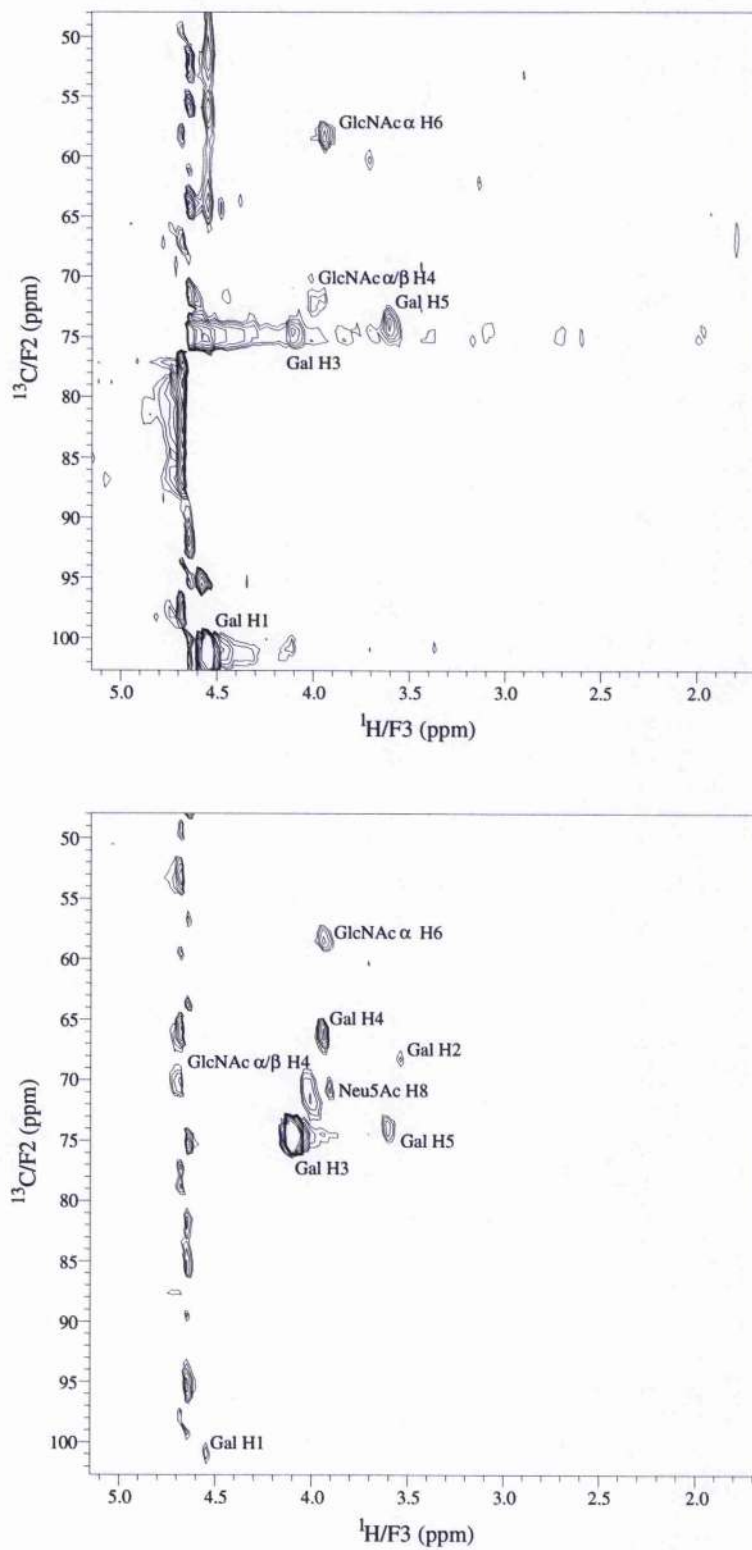 50
55
60
65
70
75
80
85
90
95
100
¹³C/F2 (ppm)
GlcNAc α H6
GlcNAc α/β H4
Gal H5
Gal H3
Gal H1
5.0 4.5 4.0 3.5 3.0 2.5 2.0
¹H/F3 (ppm)
50
55
60
65
70
75
80
85
90
95
100
¹³C/F2 (ppm)
GlcNAc α H6
Gal H4
Gal H2
GlcNAc α/β H4
Neu5Ac H8
Gal H5
Gal H3
Gal H1
5.0 4.5 4.0 3.5 3.0 2.5 2.0
¹H/F3 (ppm)